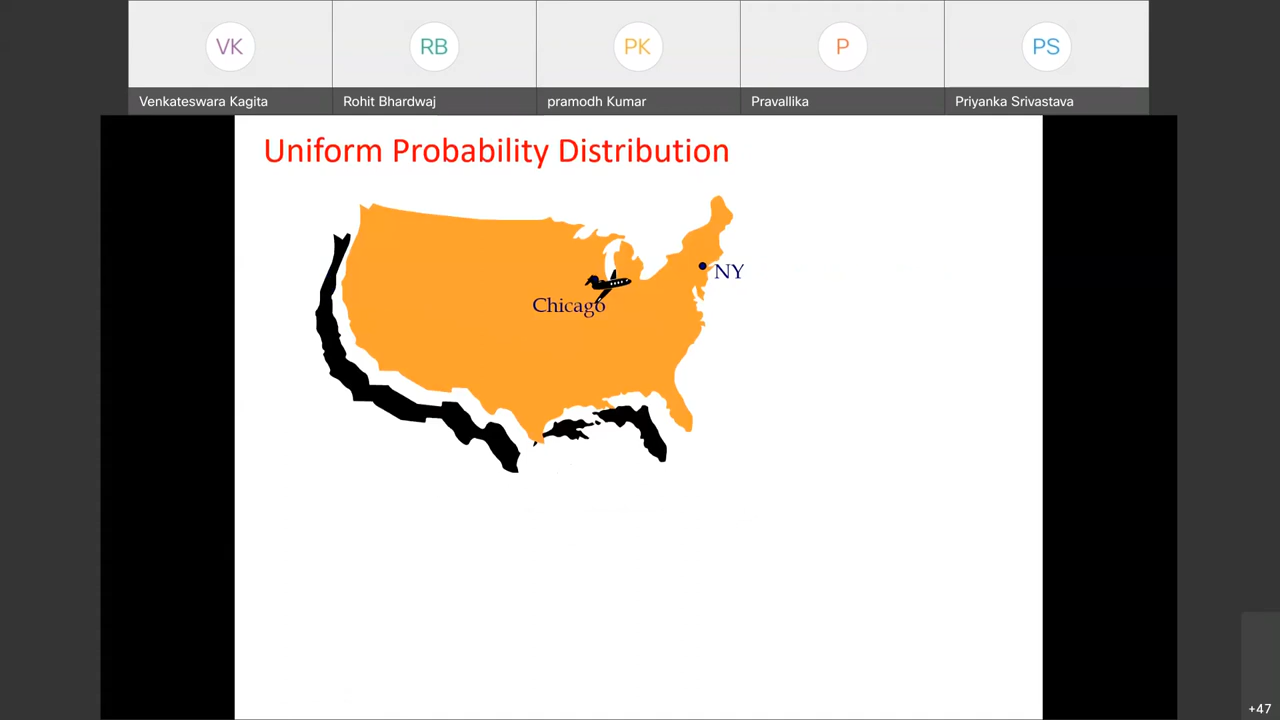 VK RB PK P PS
Venkateswara Kagita Rohit Bhardwaj pramodh Kumar Pravallika Priyanka Srivastava
Uniform Probability Distribution
NY
Chicago
+47